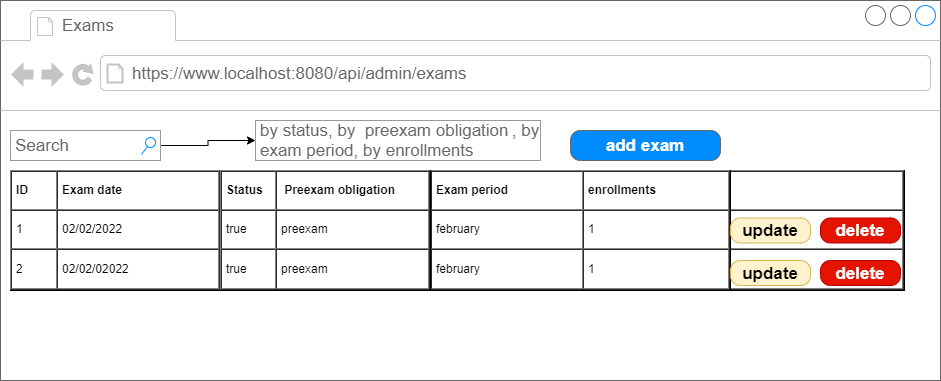 Exams
https://www.localhost:8080/api/admin/exams
Search
by status, by preexam obligation , by
exam period, by enrollments
add exam
ID Exam date Status Preexam obligation Exam period enrollments
1 02/02/2022 true preexam february 1 update delete
2 02/02/02022 true preexam february 1 update delete